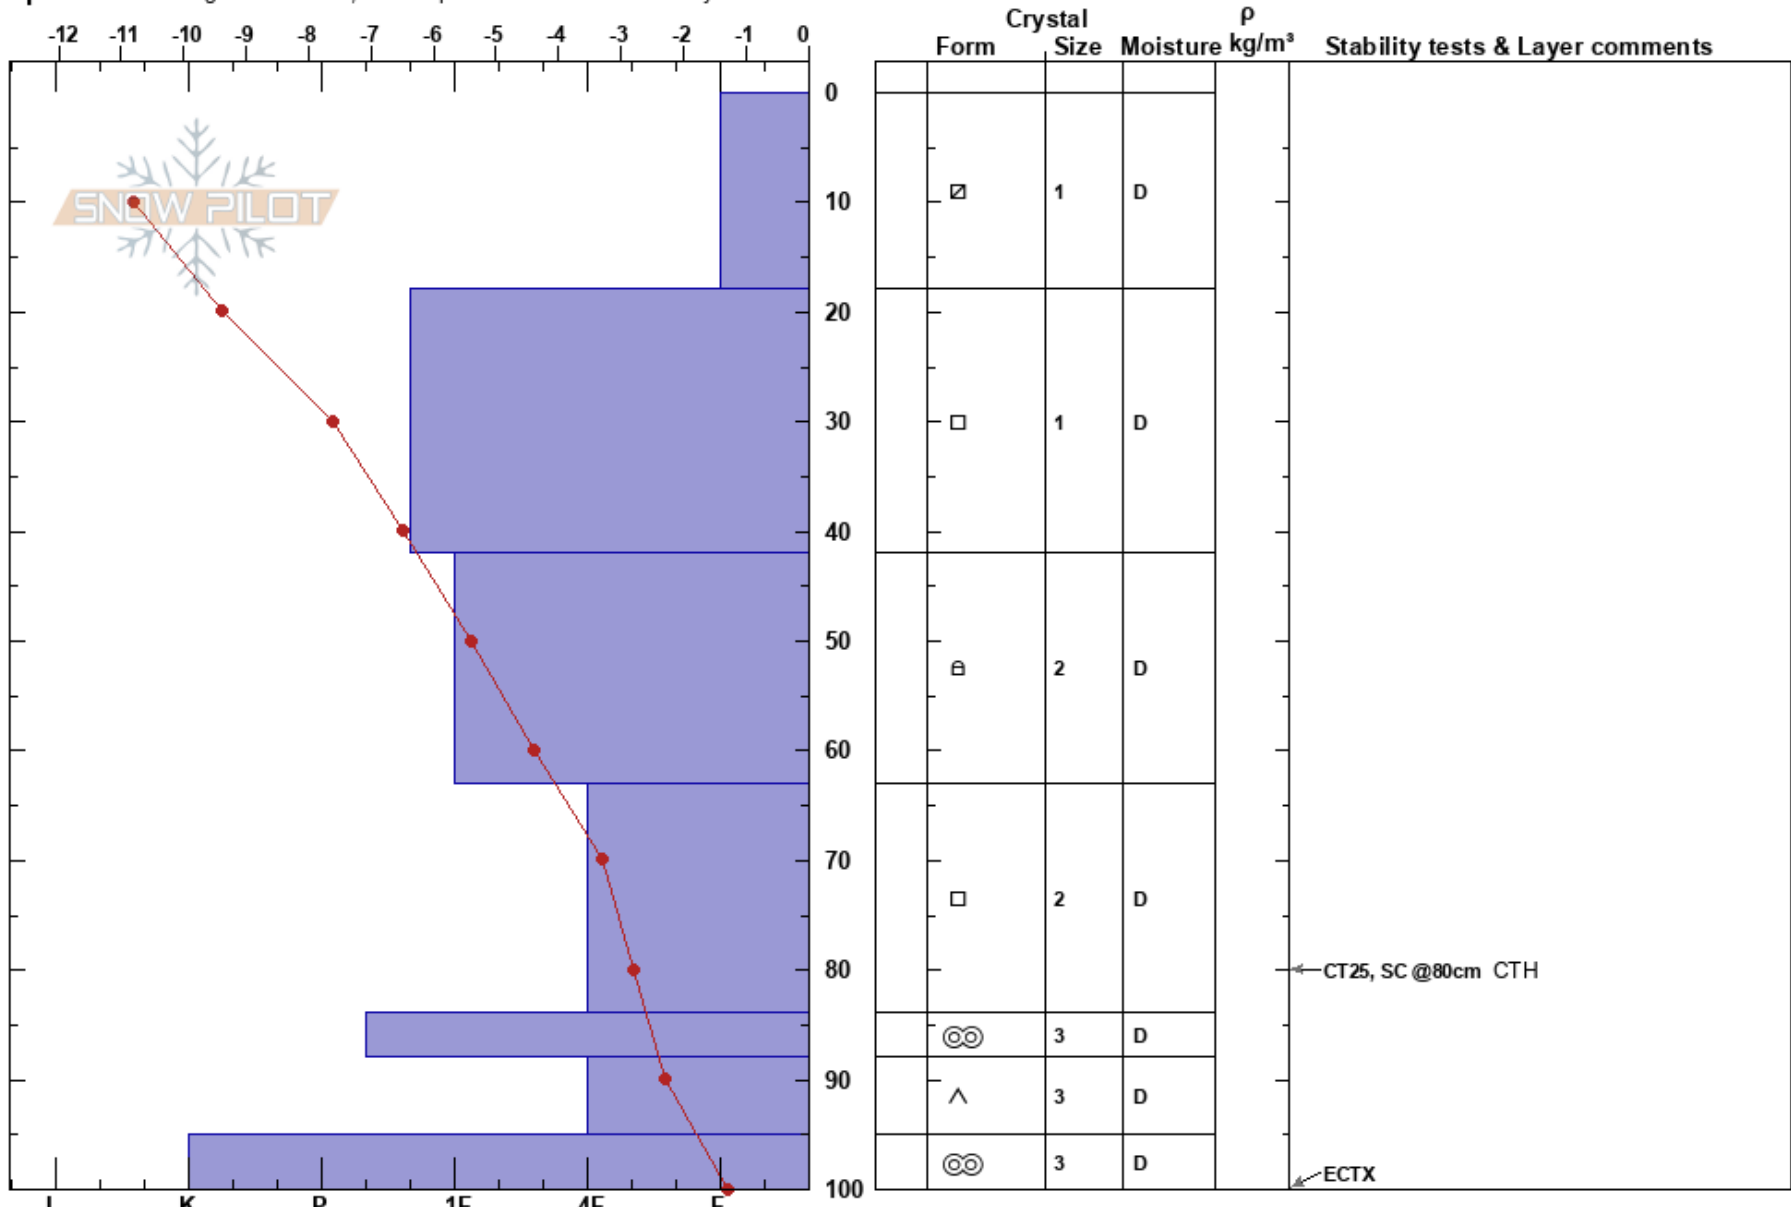 -12 -11 -10 -9 -8 -7 -6 -5 -4 -3 -2 -1 0
Crystal
ρ
Form Size Moisture kg/m³ Stability tests & Layer comments
0
SNOW PILOT
10 1 D
20
30 1 D
40
50
2 D
60
70
2 D
80 CT25, SC @80cm CTH
3 D
90
3 D
3 D
ECTX
100
K P 1F 4F F